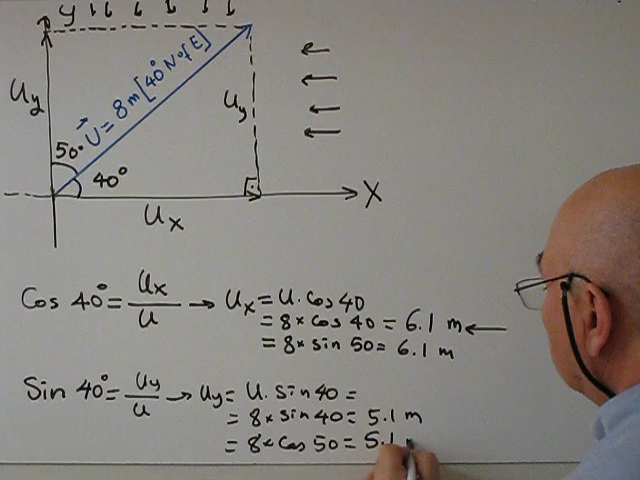 y
Uy
U = 8m [40° N of E]
Uy
50°
40°
X
Ux
Cos 40° = Ux/U → Ux = U. Cos 40
= 8 × cos 40 = 6.1 m ←
= 8 × sin 50 = 6.1 m
Sin 40° = Uy/U → Uy = U. Sin 40 =
= 8 × sin 40 = 5.1 m
= 8 × cos 50 = 5.1